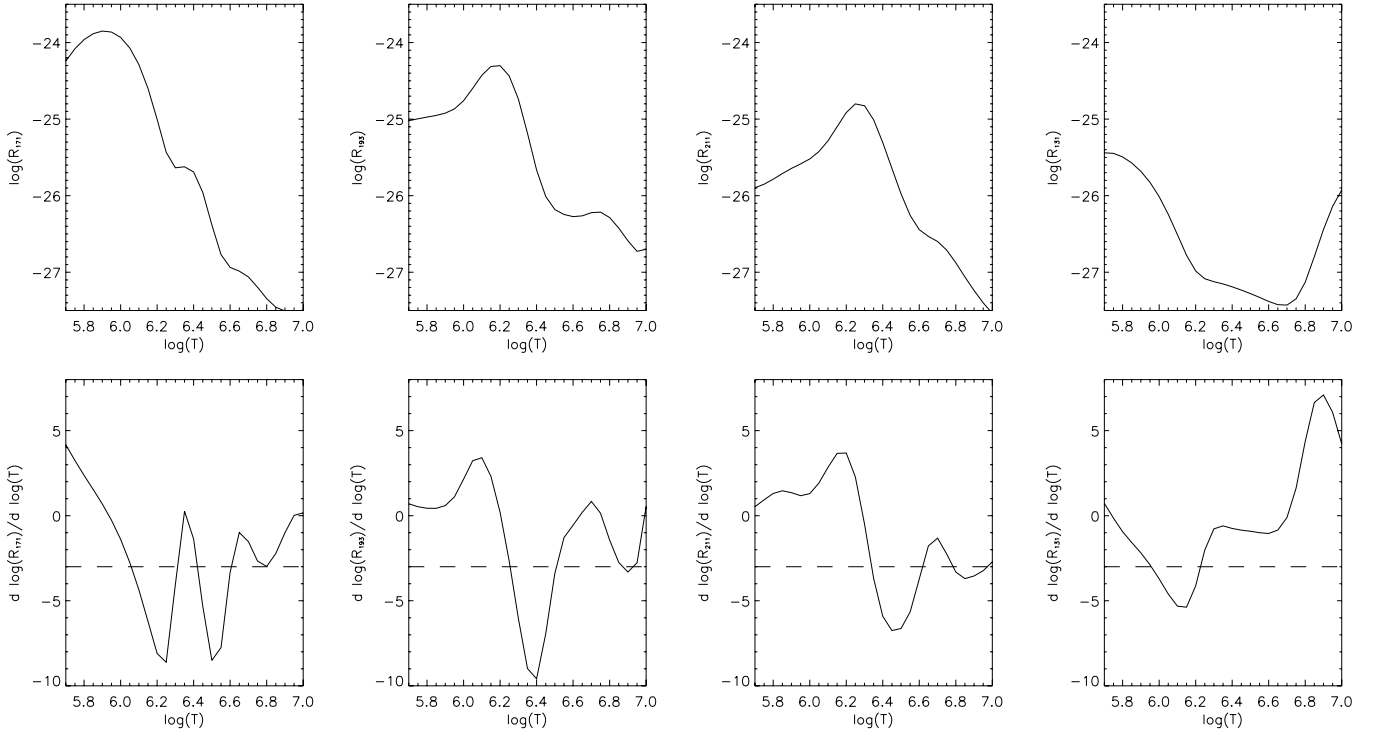 −24
−25
−26
−27
log(R₁₇₁)
5.8 6.0 6.2 6.4 6.6 6.8 7.0
log(T)
−24
−25
−26
−27
log(R₁₉₃)
5.8 6.0 6.2 6.4 6.6 6.8 7.0
log(T)
−24
−25
−26
−27
log(R₂₁₁)
5.8 6.0 6.2 6.4 6.6 6.8 7.0
log(T)
−24
−25
−26
−27
log(R₁₃₁)
5.8 6.0 6.2 6.4 6.6 6.8 7.0
log(T)
5
0
−5
−10
d log(R₁₇₁)/d log(T)
5.8 6.0 6.2 6.4 6.6 6.8 7.0
log(T)
5
0
−5
−10
d log(R₁₉₃)/d log(T)
5.8 6.0 6.2 6.4 6.6 6.8 7.0
log(T)
5
0
−5
−10
d log(R₂₁₁)/d log(T)
5.8 6.0 6.2 6.4 6.6 6.8 7.0
log(T)
5
0
−5
−10
d log(R₁₃₁)/d log(T)
5.8 6.0 6.2 6.4 6.6 6.8 7.0
log(T)